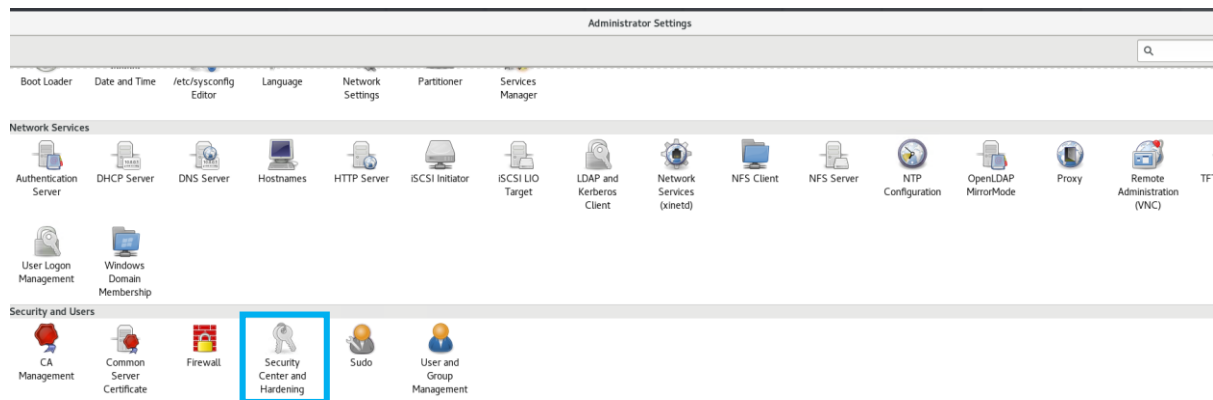 Administrator Settings
Boot Loader
Date and Time
/etc/sysconfig
Editor
Language
Network
Settings
Partitioner
Services
Manager
Network Services
Authentication
Server
DHCP Server
DNS Server
Hostnames
HTTP Server
iSCSI Initiator
iSCSI LIO
Target
LDAP and
Kerberos
Client
Network
Services
(xinetd)
NFS Client
NFS Server
NTP
Configuration
OpenLDAP
MirrorMode
Proxy
Remote
Administration
(VNC)
TFT
User Logon
Management
Windows
Domain
Membership
Security and Users
CA
Management
Common
Server
Certificate
Firewall
Security
Center and
Hardening
Sudo
User and
Group
Management